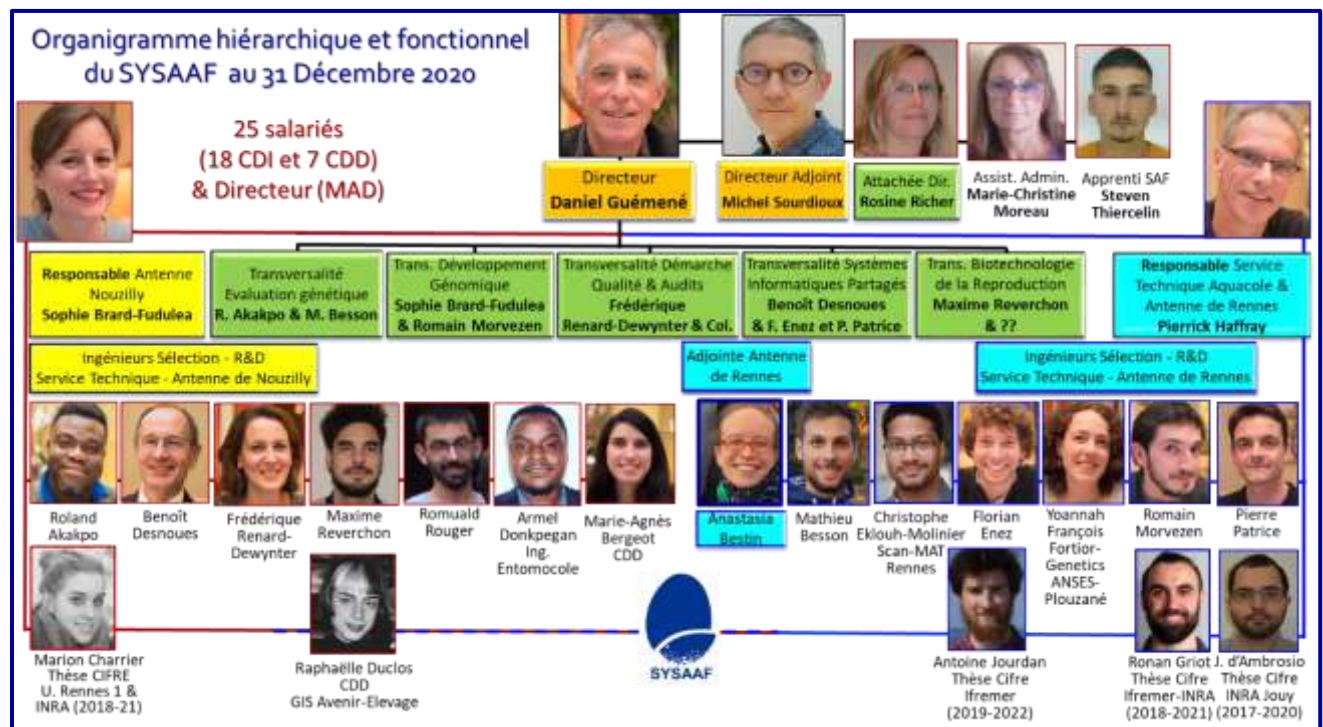 Organigramme hiérarchique et fonctionnel
du SYSAAF au 31 Décembre 2020
25 salariés
(18 CDI et 7 CDD)
& Directeur (MAD)
Directeur
Daniel Guémené
Directeur Adjoint
Michel Sourdioux
Attachée Dir.
Rosine Richer
Assist. Admin.
Marie-Christine
Moreau
Apprenti SAF
Steven
Thiercelin
Responsable Antenne
Nouzilly
Sophie Brard-Fudulea
Transversalité
Evaluation génétique
R. Akakpo & M. Besson
Trans. Développement
Génomique
Sophie Brard-Fudulea
& Romain Morvezen
Transversalité Démarche
Qualité & Audits
Frédérique
Renard-Dewynter & Col.
Transversalité Systèmes
Informatiques Partagés
Benoît Desnoues
& F. Enez et P. Patrice
Trans. Biotechnologie
de la Reproduction
Maxime Reverchon
& ??
Responsable Service
Technique Aquacole &
Antenne de Rennes
Pierrick Haffray
Ingénieurs Sélection - R&D
Service Technique - Antenne de Nouzilly
Adjointe Antenne
de Rennes
Ingénieurs Sélection - R&D
Service Technique - Antenne de Rennes
Roland
Akakpo
Benoît
Desnoues
Frédérique
Renard-
Dewynter
Maxime
Reverchon
Romuald
Rouger
Armel
Donkpegan
Ing.
Entomocole
Marie-Agnès
Bergeot
CDD
Anastasia
Bestin
Mathieu
Besson
Christophe
Eklouh-Molinier
Scan-MAT
Rennes
Florian
Enez
Yoannah
François
Fortior-
Genetics
ANSES-
Plouzané
Romain
Morvezen
Pierre
Patrice
Marion Charrier
Thèse CIFRE
U. Rennes 1 &
INRA (2018-21)
Raphaëlle Duclos
CDD
GIS Avenir-Elevage
SYSAAF
Antoine Jourdan
Thèse Cifre
Ifremer
(2019-2022)
Ronan Griot
Thèse Cifre
Ifremer-INRA
(2018-2021)
J. d'Ambrosio
Thèse Cifre
INRA Jouy
(2017-2020)